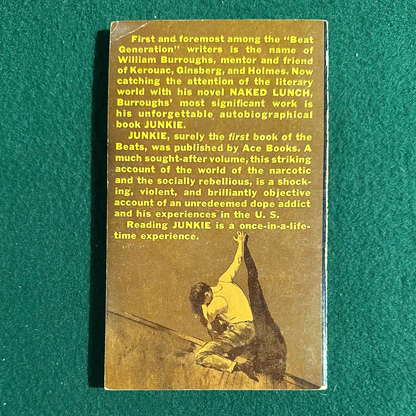 First and foremost among the "Beat
Generation" writers is the name of
William Burroughs, mentor and friend
of Kerouac, Ginsberg, and Holmes. Now
catching the attention of the literary
world with his novel NAKED LUNCH,
Burroughs' most significant work is
his unforgettable autobiographical
book JUNKIE.
JUNKIE, surely the first book of the
Beats, was published by Ace Books. A
much sought-after volume, this striking
account of the world of the narcotic
and the socially rebellious, is a shock-
ing, violent, and brilliantly objective
account of an unredeemed dope addict
and his experiences in the U. S.
Reading JUNKIE is a once-in-a-life-
time experience.